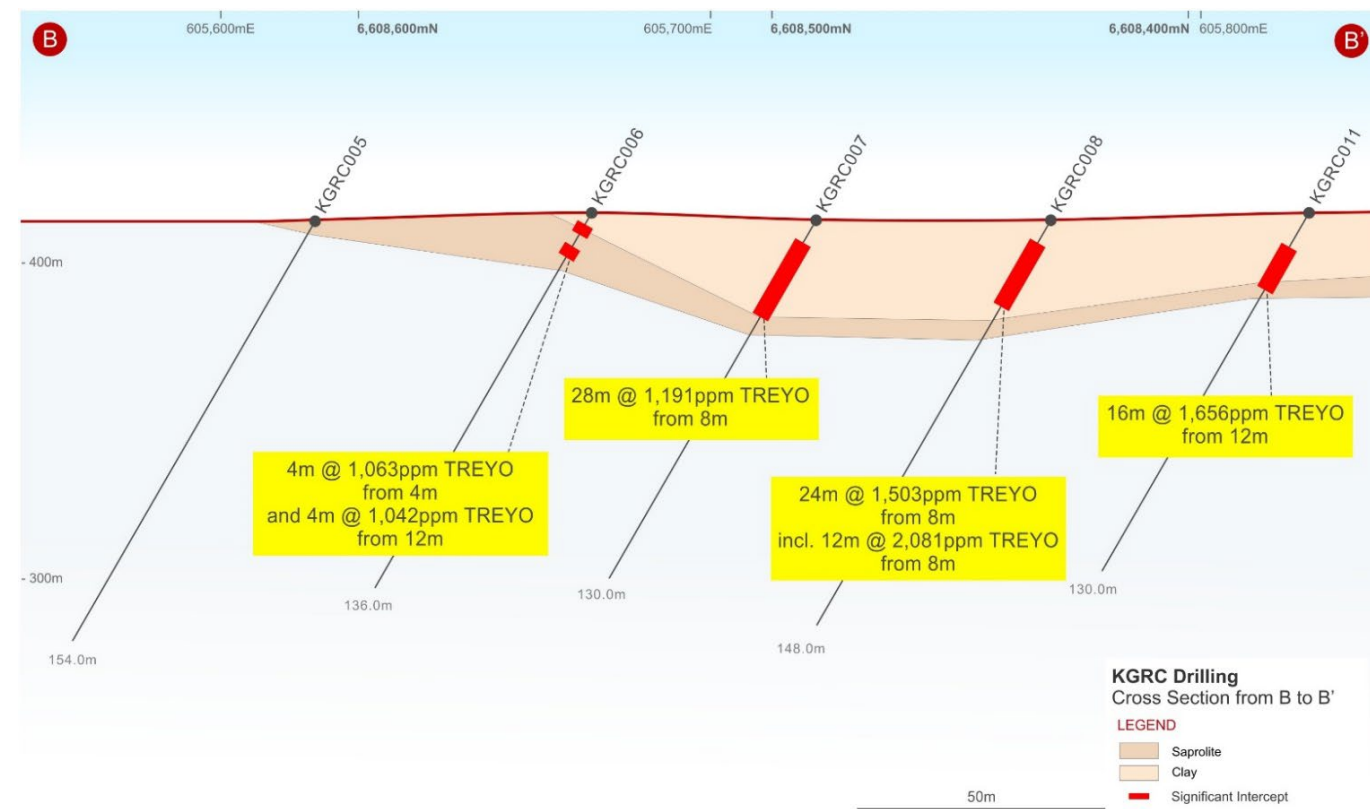 B
605,600mE
6,608,600mN
605,700mE
6,608,500mN
6,608,400mN
605,800mE
B'
KGRC005
KGRC006
KGRC007
KGRC008
KGRC011
- 400m
28m @ 1,191ppm TREYO
from 8m
16m @ 1,656ppm TREYO
from 12m
4m @ 1,063ppm TREYO
from 4m
and 4m @ 1,042ppm TREYO
from 12m
24m @ 1,503ppm TREYO
from 8m
incl. 12m @ 2,081ppm TREYO
from 8m
- 300m
136.0m
130.0m
130.0m
154.0m
148.0m
KGRC Drilling
Cross Section from B to B'
LEGEND
Saprolite
Clay
Significant Intercept
50m